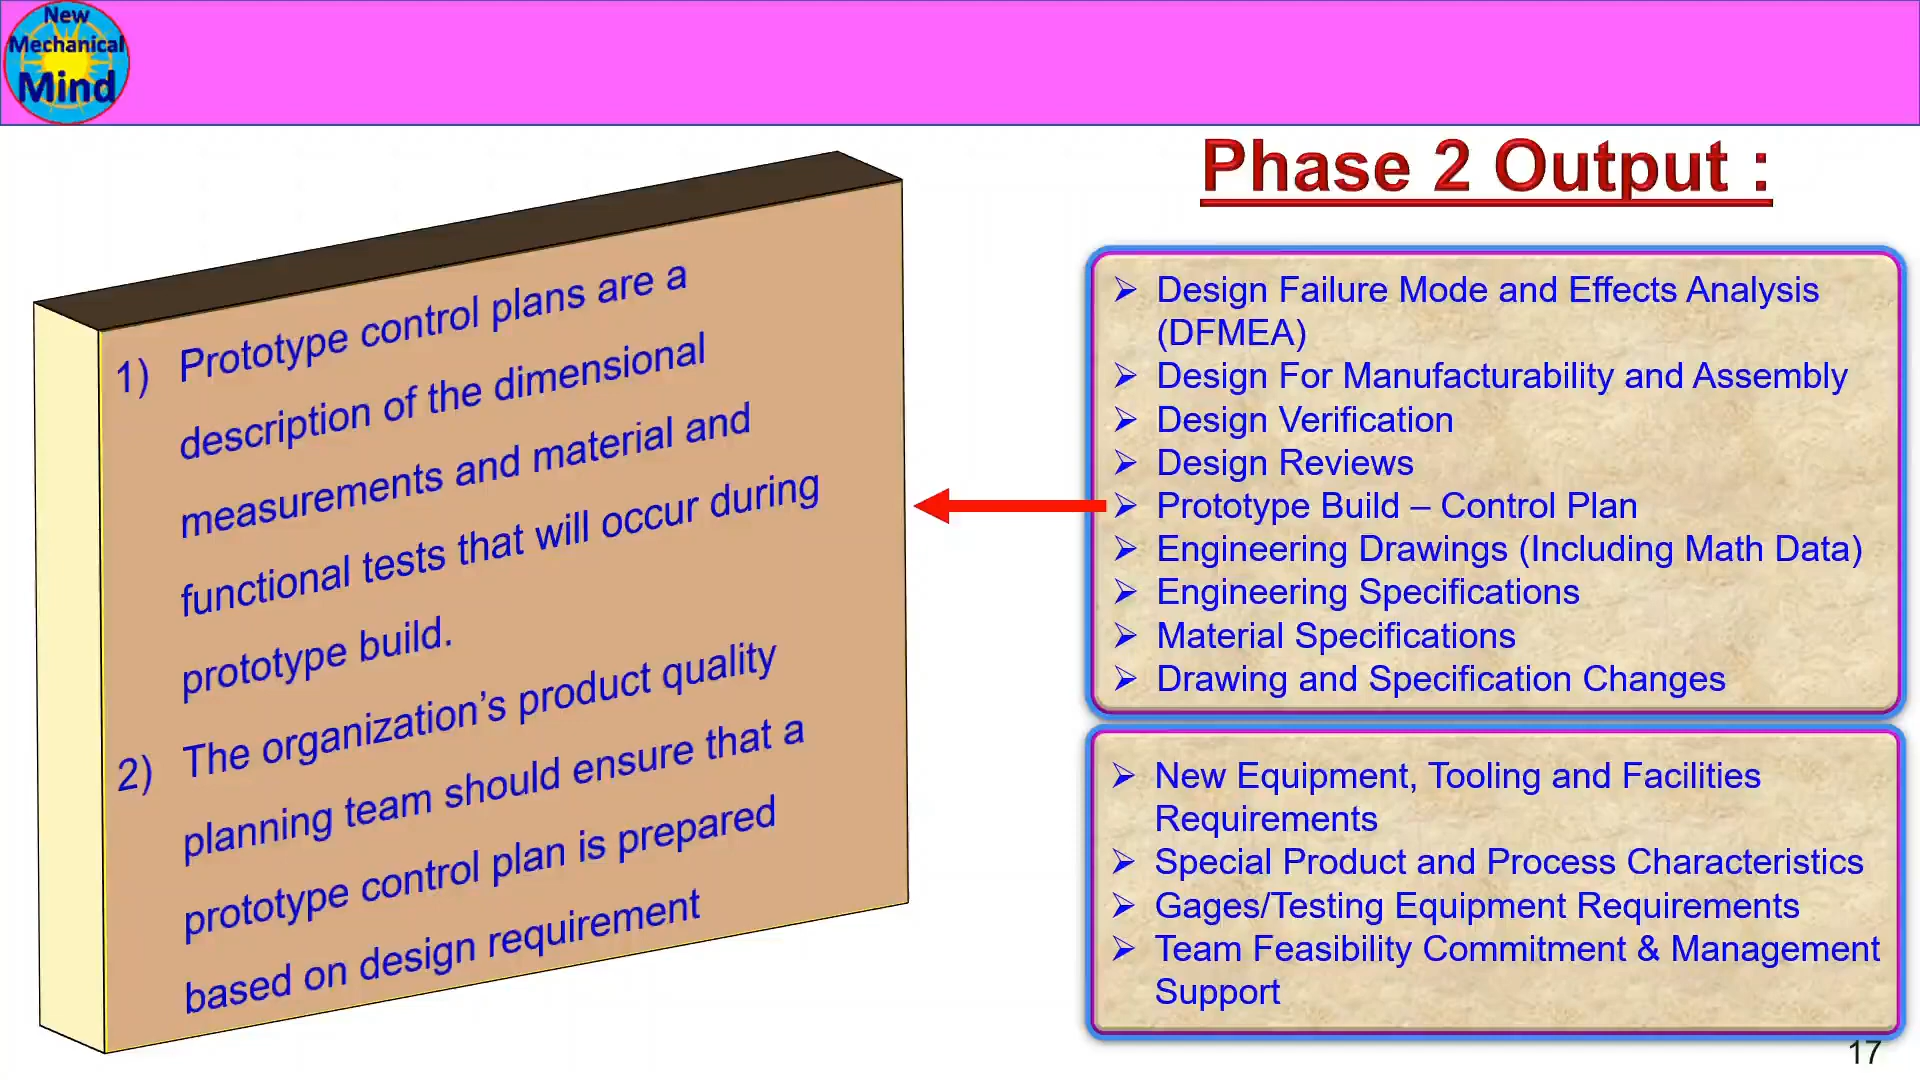 New
Mechanical
Mind
Phase 2 Output :
1) Prototype control plans are a
description of the dimensional
measurements and material and
functional tests that will occur during
prototype build.
2) The organization’s product quality
planning team should ensure that a
prototype control plan is prepared
based on design requirement
➢ Design Failure Mode and Effects Analysis
(DFMEA)
➢ Design For Manufacturability and Assembly
➢ Design Verification
➢ Design Reviews
➢ Prototype Build – Control Plan
➢ Engineering Drawings (Including Math Data)
➢ Engineering Specifications
➢ Material Specifications
➢ Drawing and Specification Changes
➢ New Equipment, Tooling and Facilities
Requirements
➢ Special Product and Process Characteristics
➢ Gages/Testing Equipment Requirements
➢ Team Feasibility Commitment & Management
Support
17